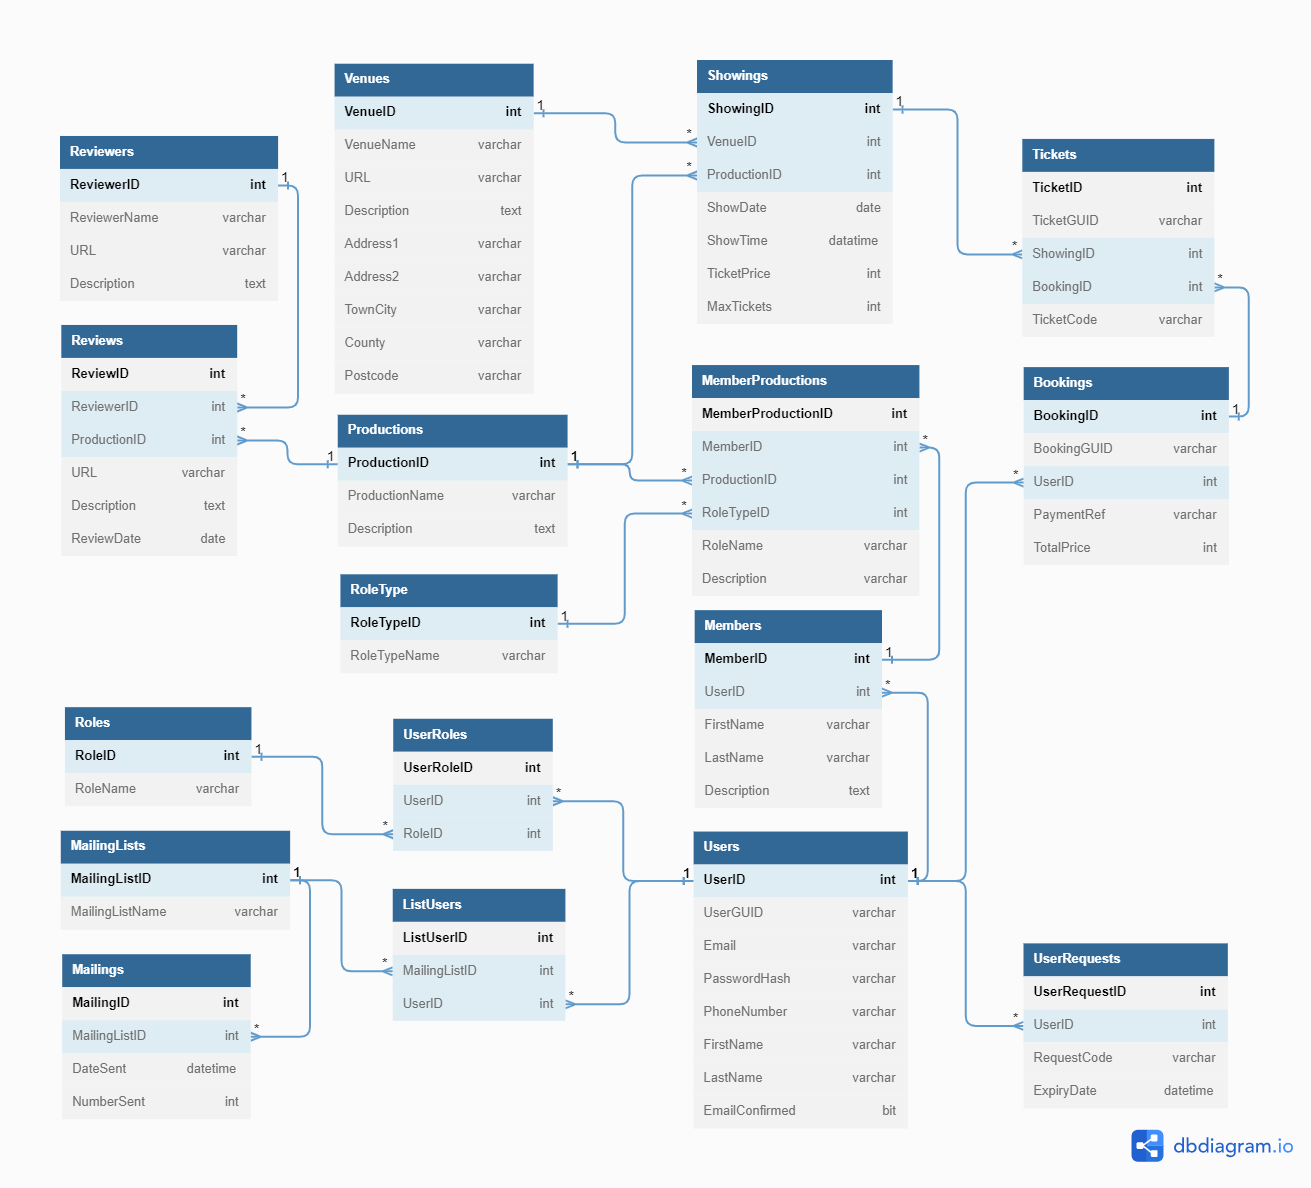 Venues
VenueID int
VenueName varchar
URL varchar
Description text
Address1 varchar
Address2 varchar
TownCity varchar
County varchar
Postcode varchar
1
*
Showings
ShowingID int
VenueID int
ProductionID int
ShowDate date
ShowTime datatime
TicketPrice int
MaxTickets int
*
1
*
Reviewers
ReviewerID int
ReviewerName varchar
URL varchar
Description text
1
Tickets
TicketID int
TicketGUID varchar
ShowingID int
BookingID int
TicketCode varchar
*
Reviews
ReviewID int
ReviewerID int
ProductionID int
URL varchar
Description text
ReviewDate date
*
*
1
Productions
ProductionID int
ProductionName varchar
Description text
1
MemberProductions
MemberProductionID int
MemberID int
ProductionID int
RoleTypeID int
RoleName varchar
Description varchar
*
*
*
Bookings
BookingID int
BookingGUID varchar
UserID int
PaymentRef varchar
TotalPrice int
1
*
RoleType
RoleTypeID int
RoleTypeName varchar
1
Members
MemberID int
UserID int
FirstName varchar
LastName varchar
Description text
1
*
Roles
RoleID int
RoleName varchar
1
UserRoles
UserRoleID int
UserID int
RoleID int
*
*
MailingLists
MailingListID int
MailingListName varchar
1
ListUsers
ListUserID int
MailingListID int
UserID int
*
*
Users
UserID int
UserGUID varchar
Email varchar
PasswordHash varchar
PhoneNumber varchar
FirstName varchar
LastName varchar
EmailConfirmed bit
1
1
Mailings
MailingID int
MailingListID int
DateSent datetime
NumberSent int
*
UserRequests
UserRequestID int
UserID int
RequestCode varchar
ExpiryDate datetime
*
dbdiagram.io